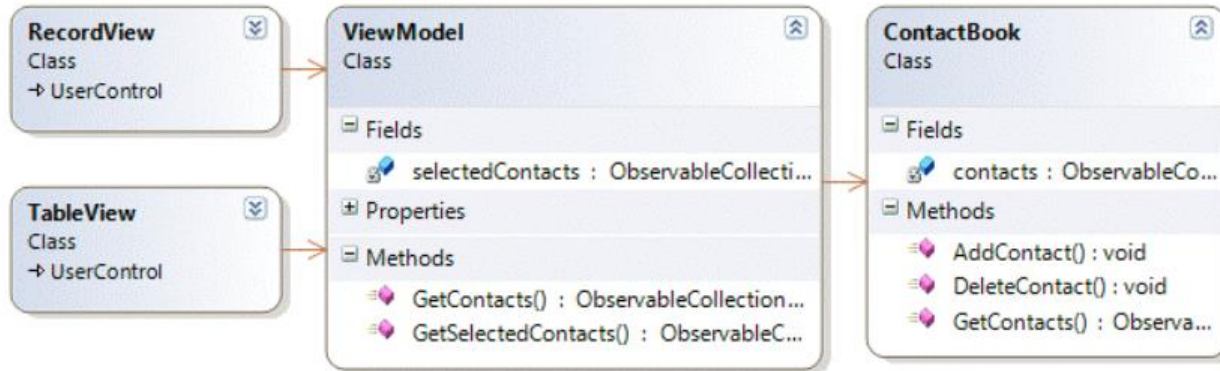 RecordView
Class
→ UserControl
TableView
Class
→ UserControl
ViewModel
Class
Fields
selectedContacts : ObservableCollecti...
Properties
Methods
GetContacts() : ObservableCollection...
GetSelectedContacts() : ObservableC...
ContactBook
Class
Fields
contacts : ObservableCo...
Methods
AddContact() : void
DeleteContact() : void
GetContacts() : Observa...